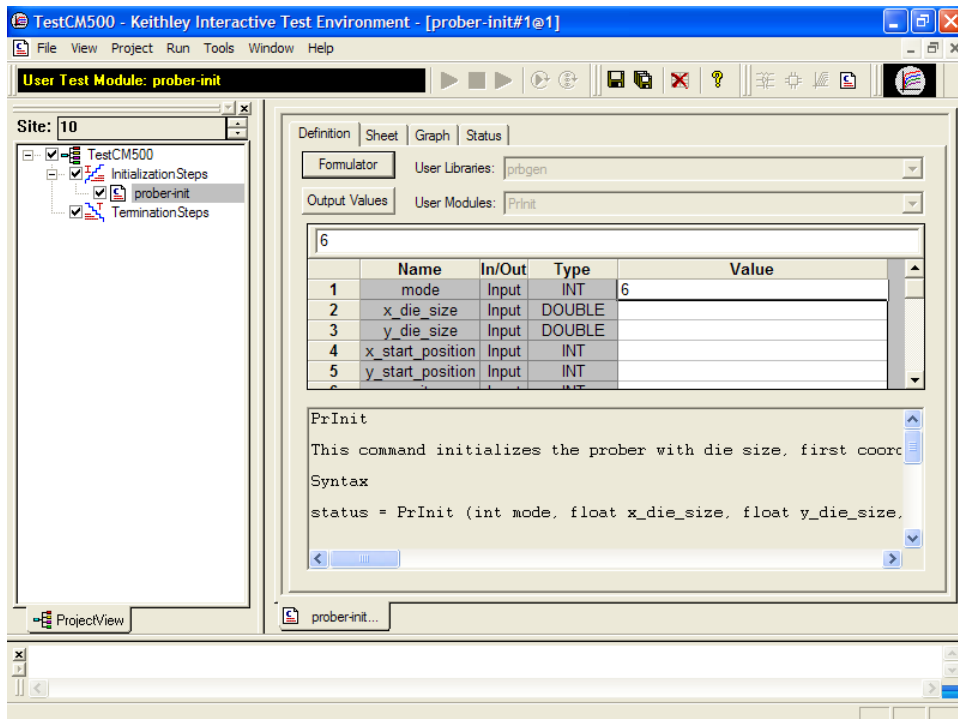 TestCM500 - Keithley Interactive Test Environment - [prober-init#1@1]
File View Project Run Tools Window Help
User Test Module: prober-init
Site: 10
TestCM500
InitializationSteps
prober-init
TerminationSteps
ProjectView
Definition Sheet Graph Status
Formulator User Libraries: prbgen
Output Values User Modules: PrInit
6
Name In/Out Type Value
1 mode Input INT 6
2 x_die_size Input DOUBLE
3 y_die_size Input DOUBLE
4 x_start_position Input INT
5 y_start_position Input INT
PrInit
This command initializes the prober with die size, first coord
Syntax
status = PrInit (int mode, float x_die_size, float y_die_size,
prober-init...